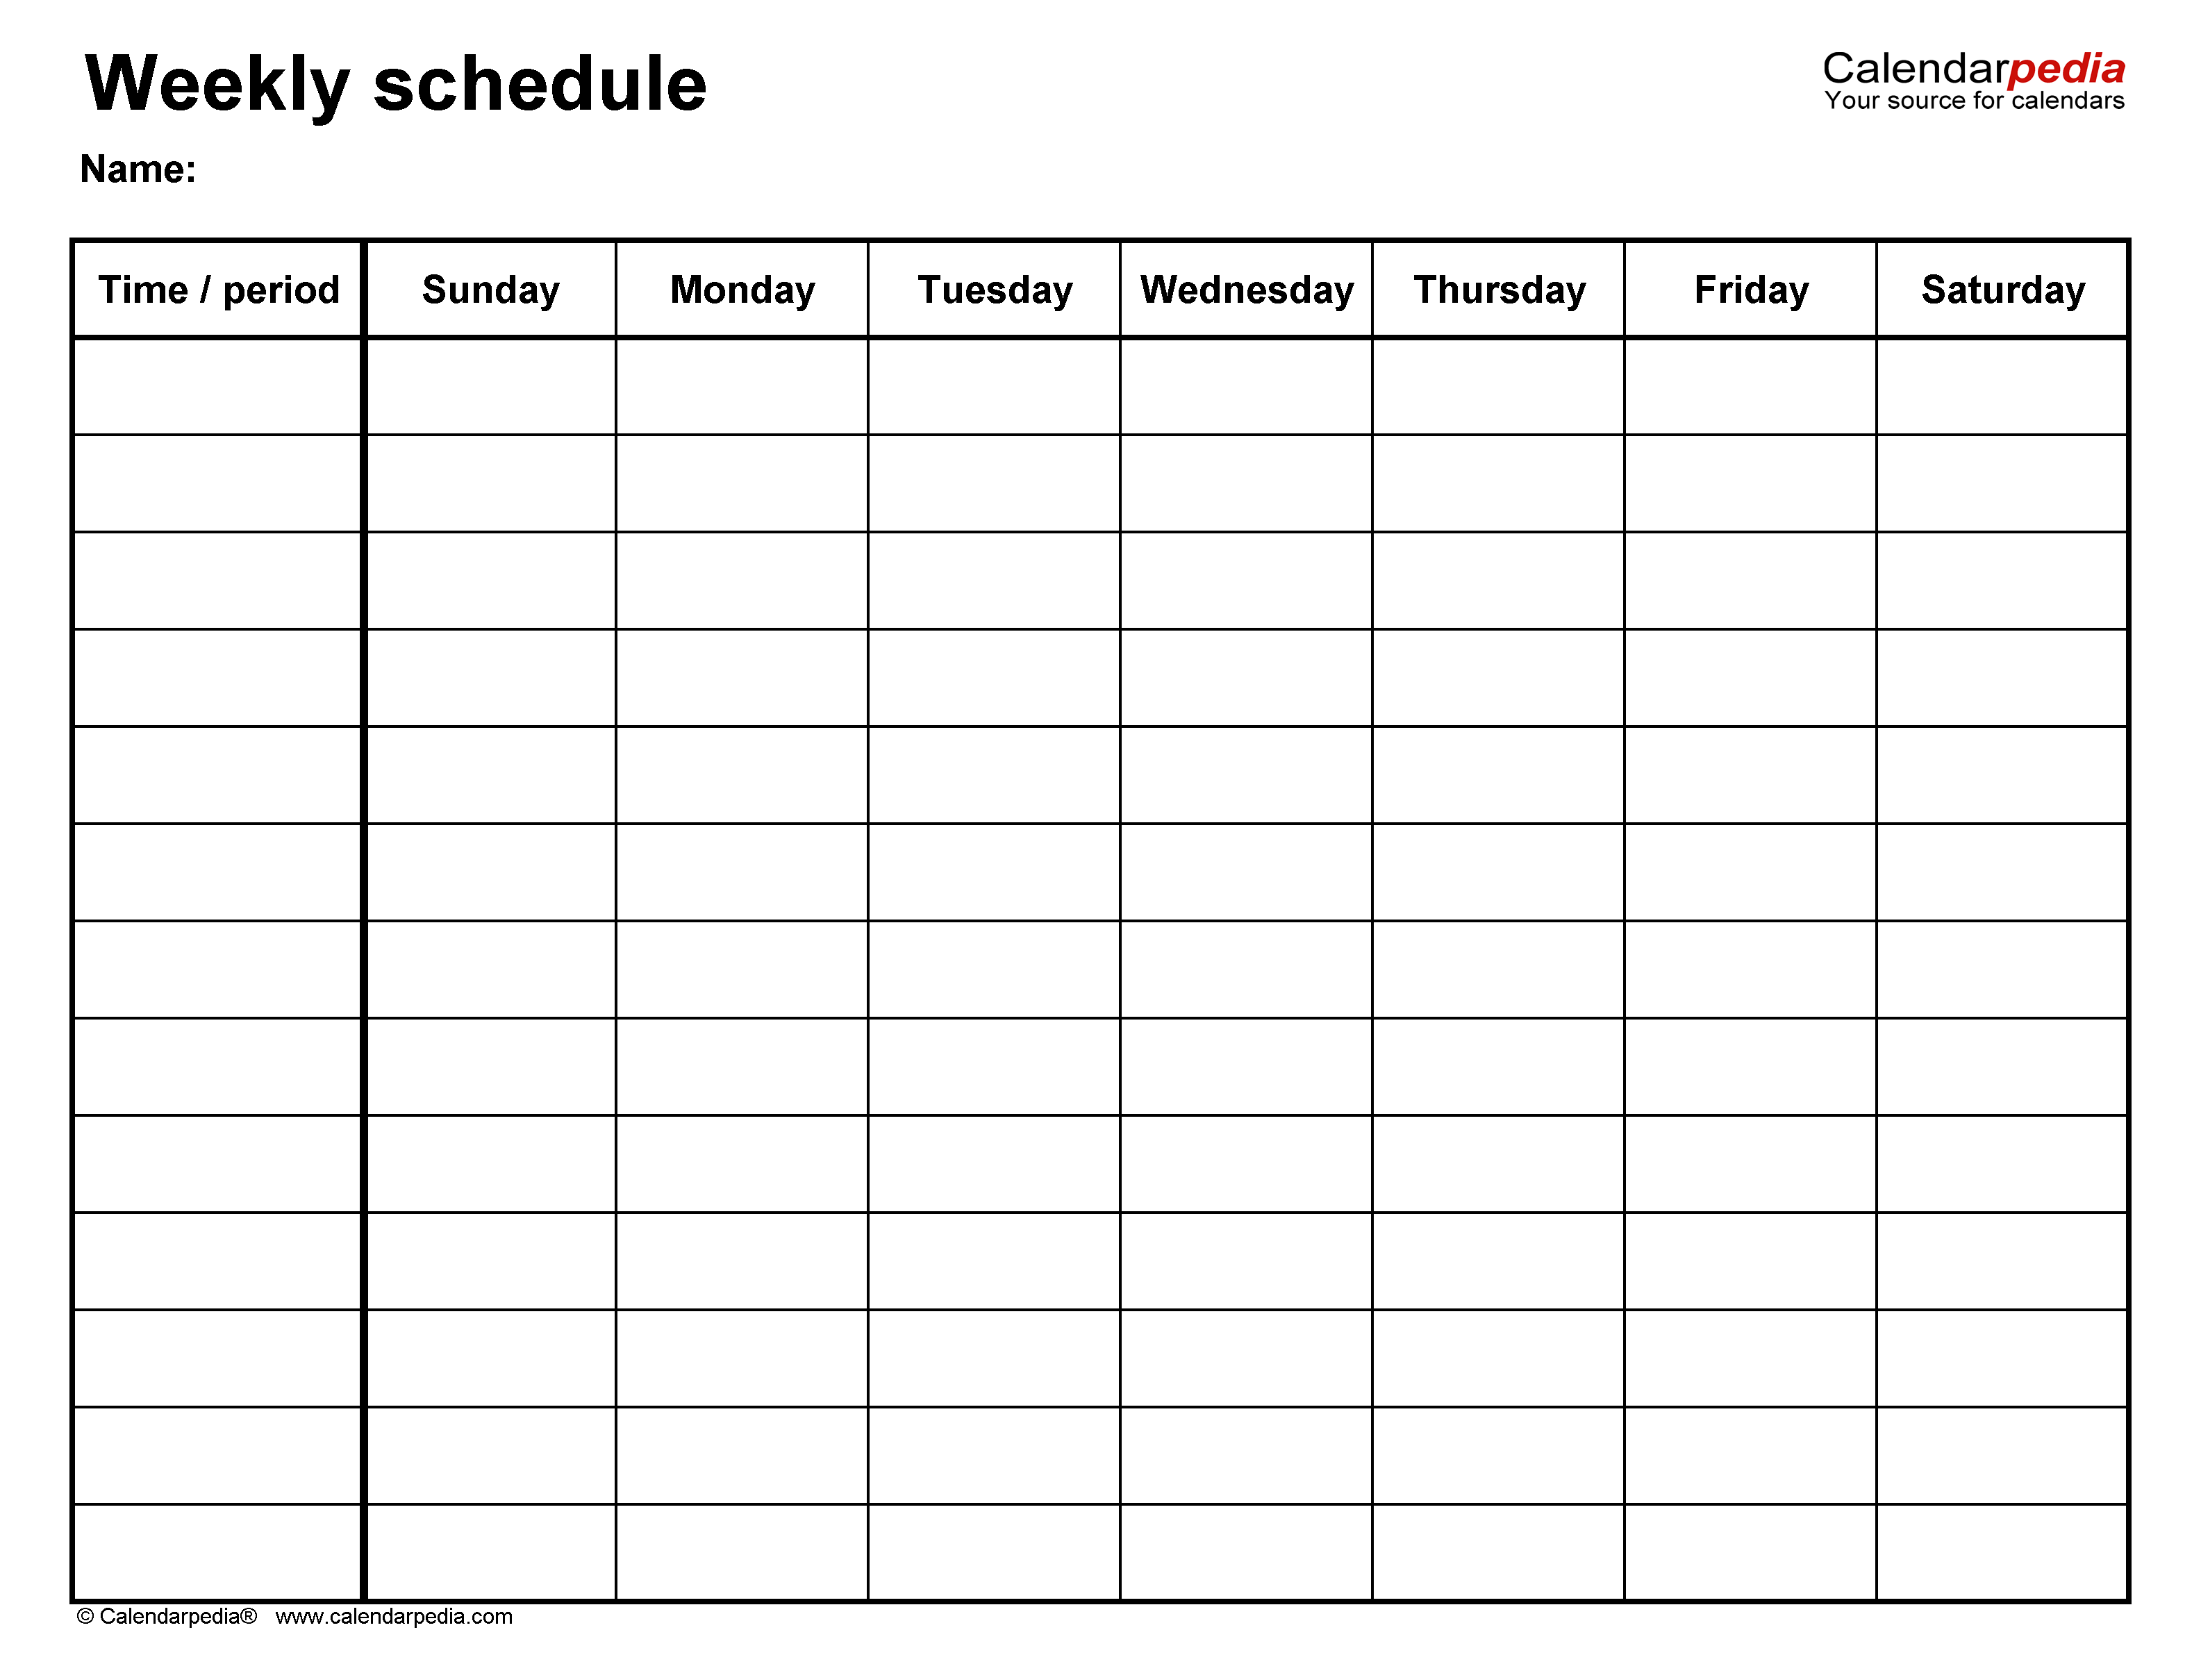 Weekly schedule
Calendarpedia
Your source for calendars
Name:
Time / period Sunday Monday Tuesday Wednesday Thursday Friday Saturday
© Calendarpedia® www.calendarpedia.com